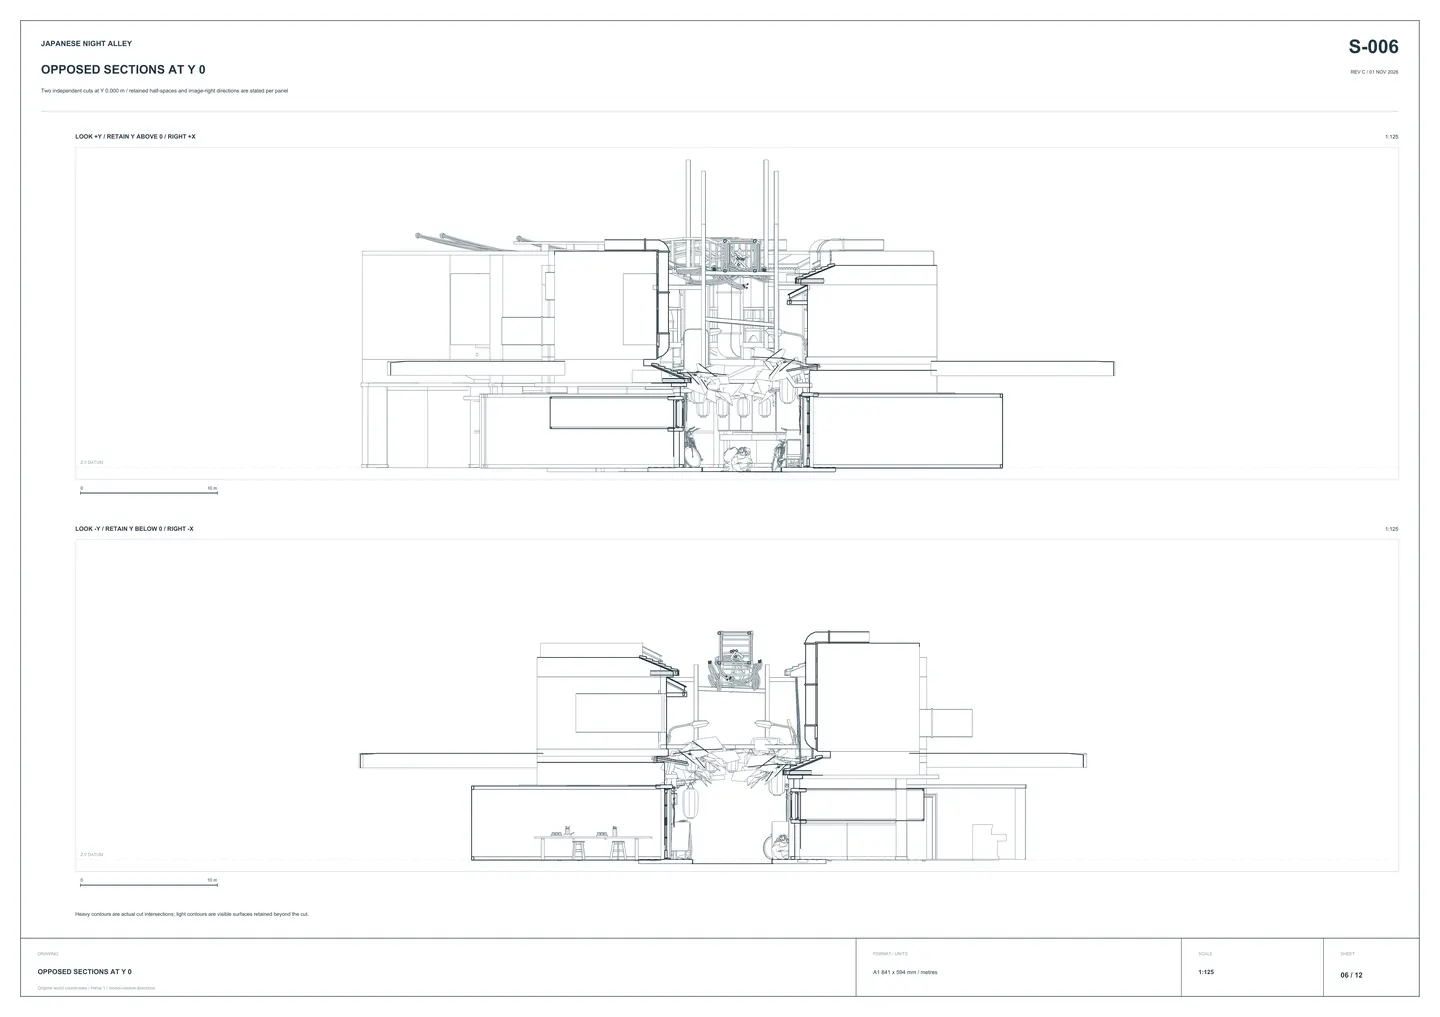 JAPANESE NIGHT ALLEY
S-006
OPPOSED SECTIONS AT Y 0
REV C / 01 NOV 2026
Two independent cuts at Y 0.000 m / retained half-spaces and image-right directions are stated per panel
LOOK +Y / RETAIN Y ABOVE 0 / RIGHT +X
1:125
Z 0 DATUM
0
10 m
LOOK -Y / RETAIN Y BELOW 0 / RIGHT -X
1:125
Z 0 DATUM
0
10 m
Heavy contours are actual cut intersections; light contours are visible surfaces retained beyond the cut.
DRAWING
FORMAT / UNITS
SCALE
SHEET
OPPOSED SECTIONS AT Y 0
A1 841 x 594 mm / metres
1:125
06 / 12
Original world coordinates /